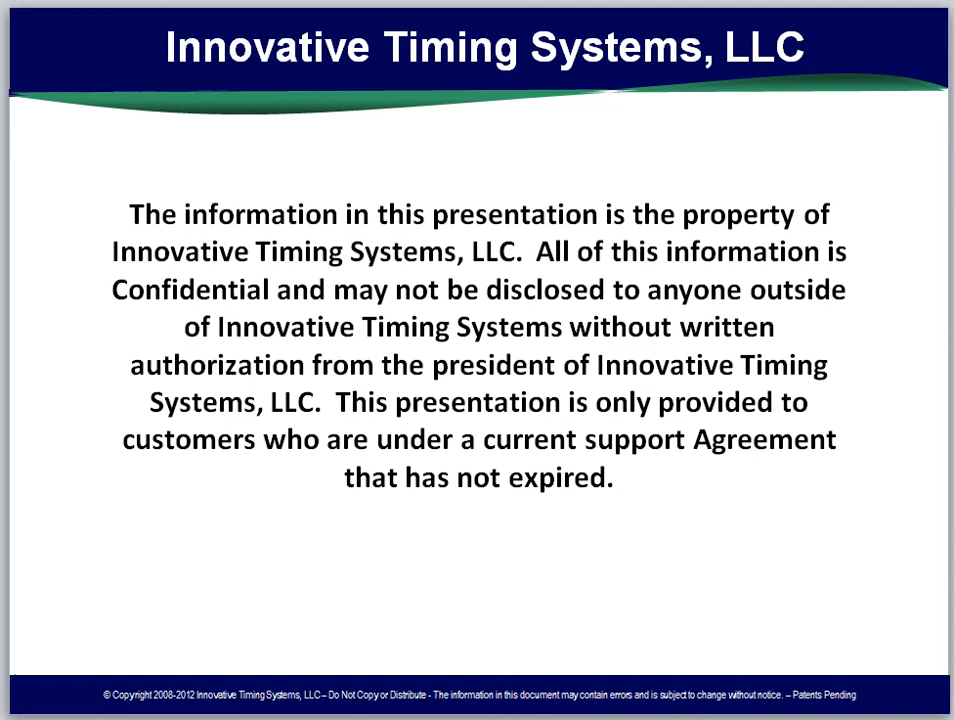 Innovative Timing Systems, LLC
The information in this presentation is the property of
Innovative Timing Systems, LLC.  All of this information is
Confidential and may not be disclosed to anyone outside
of Innovative Timing Systems without written
authorization from the president of Innovative Timing
Systems, LLC.  This presentation is only provided to
customers who are under a current support Agreement
that has not expired.
© Copyright 2008-2012 Innovative Timing Systems, LLC – Do Not Copy or Distribute - The information in this document may contain errors and is subject to change without notice. – Patents Pending